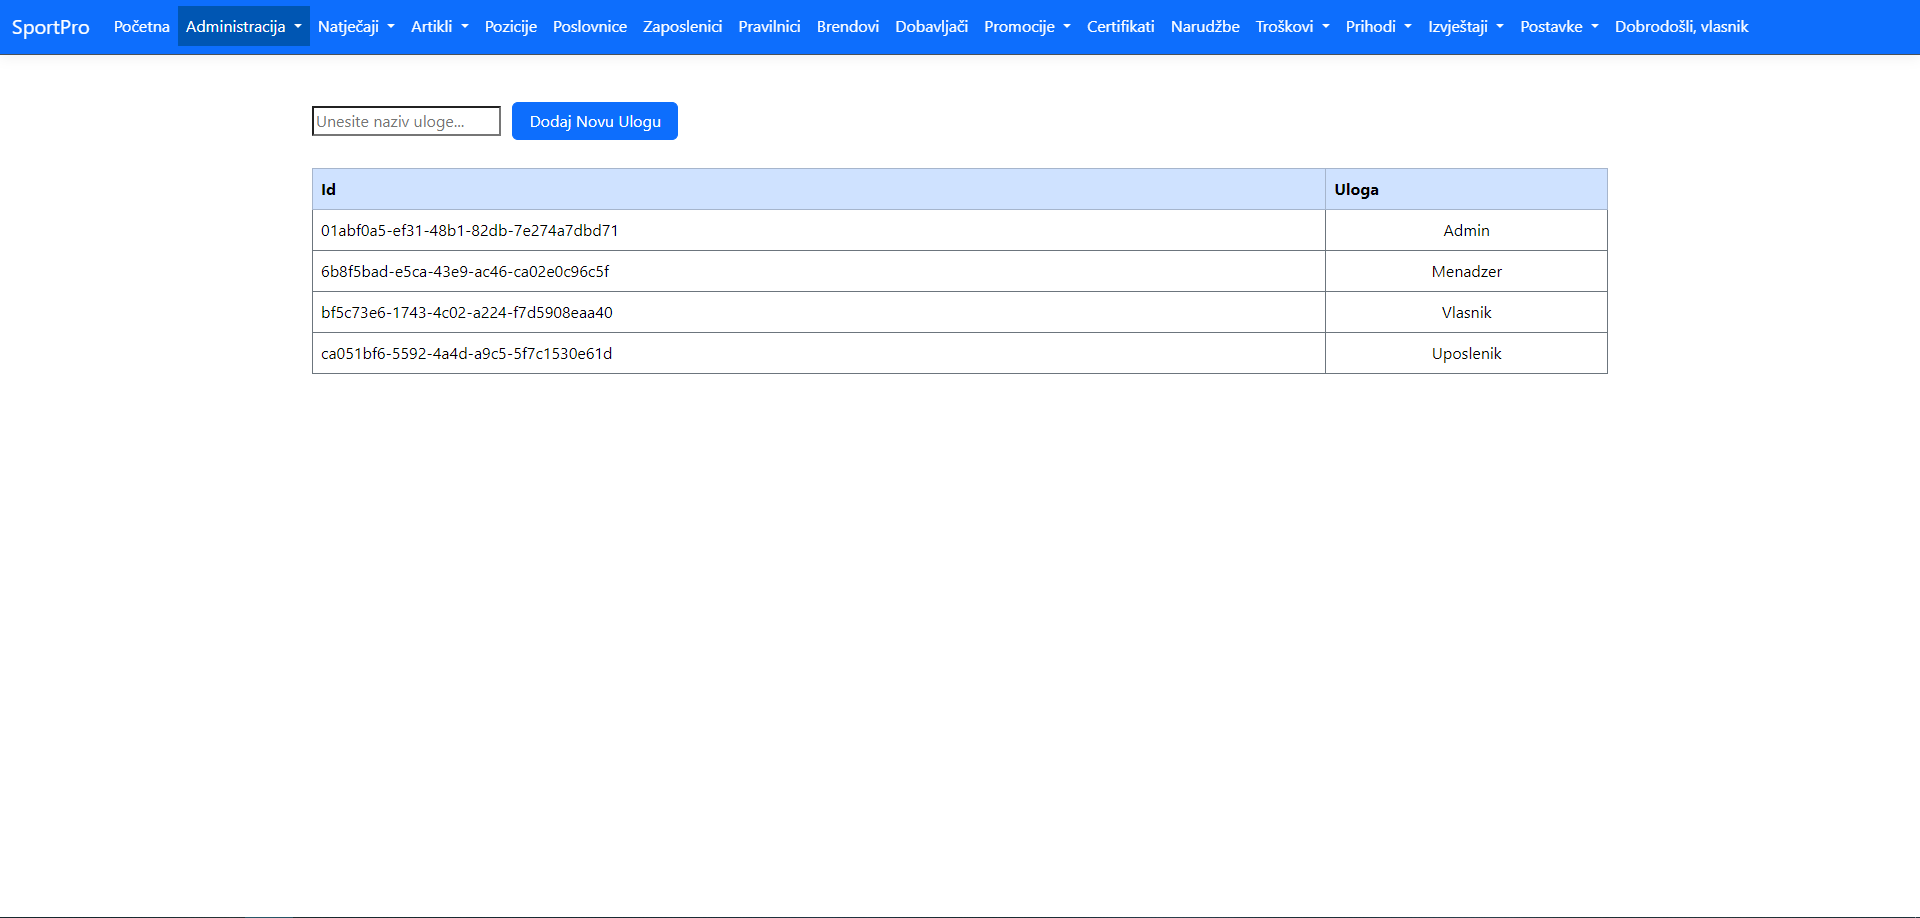 SportPro Početna Administracija Natječaji Artikli Pozicije Poslovnice Zaposlenici Pravilnici Brendovi Dobavljači Promocije Certifikati Narudžbe Troškovi Prihodi Izvještaji Postavke Dobrodošli, vlasnik
Unesite naziv uloge... Dodaj Novu Ulogu
Id Uloga
01abf0a5-ef31-48b1-82db-7e274a7dbd71 Admin
6b8f5bad-e5ca-43e9-ac46-ca02e0c96c5f Menadzer
bf5c73e6-1743-4c02-a224-f7d5908eaa40 Vlasnik
ca051bf6-5592-4a4d-a9c5-5f7c1530e61d Uposlenik